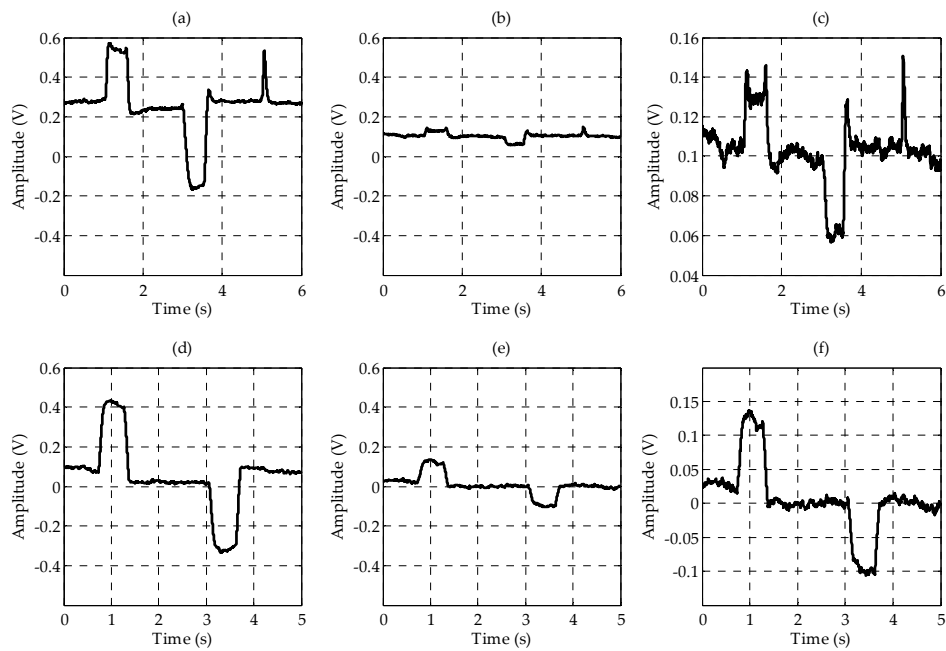 (a) (b) (c)
0.6 0.6 0.16
0.4 0.4 0.14
0.2 0.2 0.12
0 0 0.1
-0.2 -0.2 0.08
-0.4 -0.4 0.06
0.04
Amplitude (V) Amplitude (V) Amplitude (V)
0 2 4 6 0 2 4 6 0 2 4 6
Time (s) Time (s) Time (s)
(d) (e) (f)
0.6 0.6
0.4 0.4 0.15
0.2 0.2 0.1
0 0 0.05
-0.2 -0.2 0
-0.4 -0.4 -0.05
-0.1
Amplitude (V) Amplitude (V) Amplitude (V)
0 1 2 3 4 5 0 1 2 3 4 5 0 1 2 3 4 5
Time (s) Time (s) Time (s)